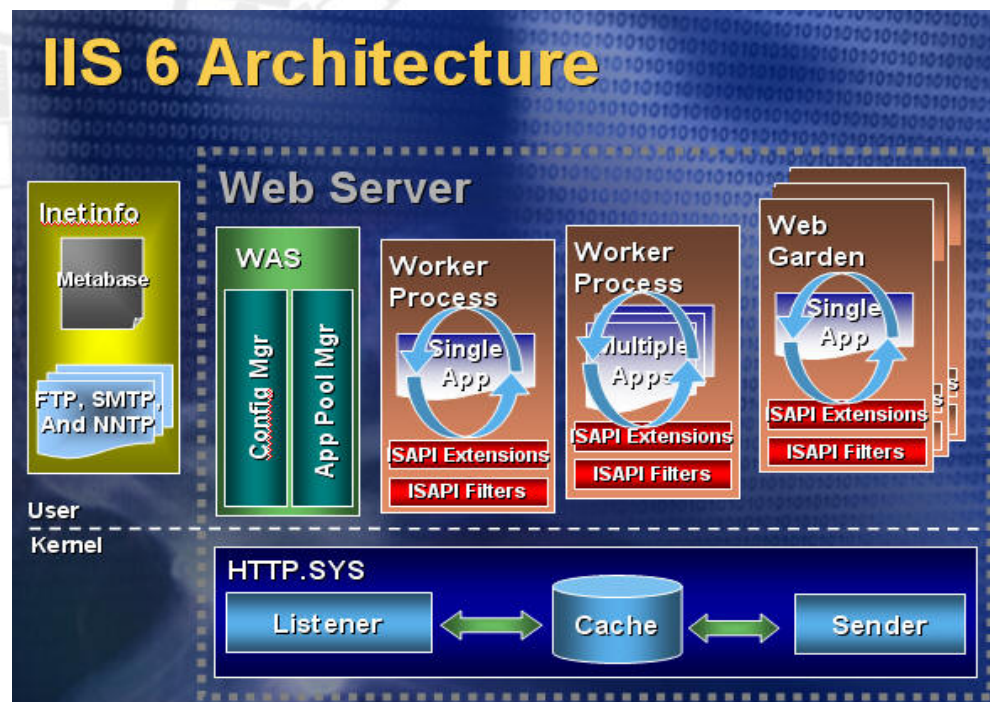 IIS 6 Architecture
Web Server
Inetinfo
Metabase
FTP, SMTP,
And NNTP
WAS
Config Mgr
App Pool Mgr
Worker
Process
Single
App
ISAPI Extensions
ISAPI Filters
Worker
Process
Multiple
Apps
ISAPI Extensions
ISAPI Filters
Web
Garden
Single
App
ISAPI Extensions
ISAPI Filters
User
Kernel
HTTP.SYS
Listener
Cache
Sender